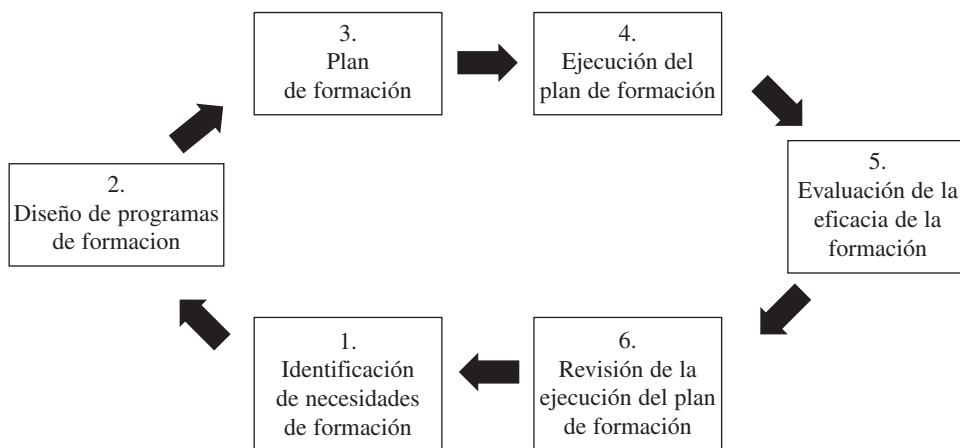 3.
Plan
de formación
4.
Ejecución del
plan de formación
2.
Diseño de programas
de formacion
5.
Evaluación de la
eficacia de la
formación
1.
Identificación
de necesidades
de formación
6.
Revisión de la
ejecución del plan
de formación